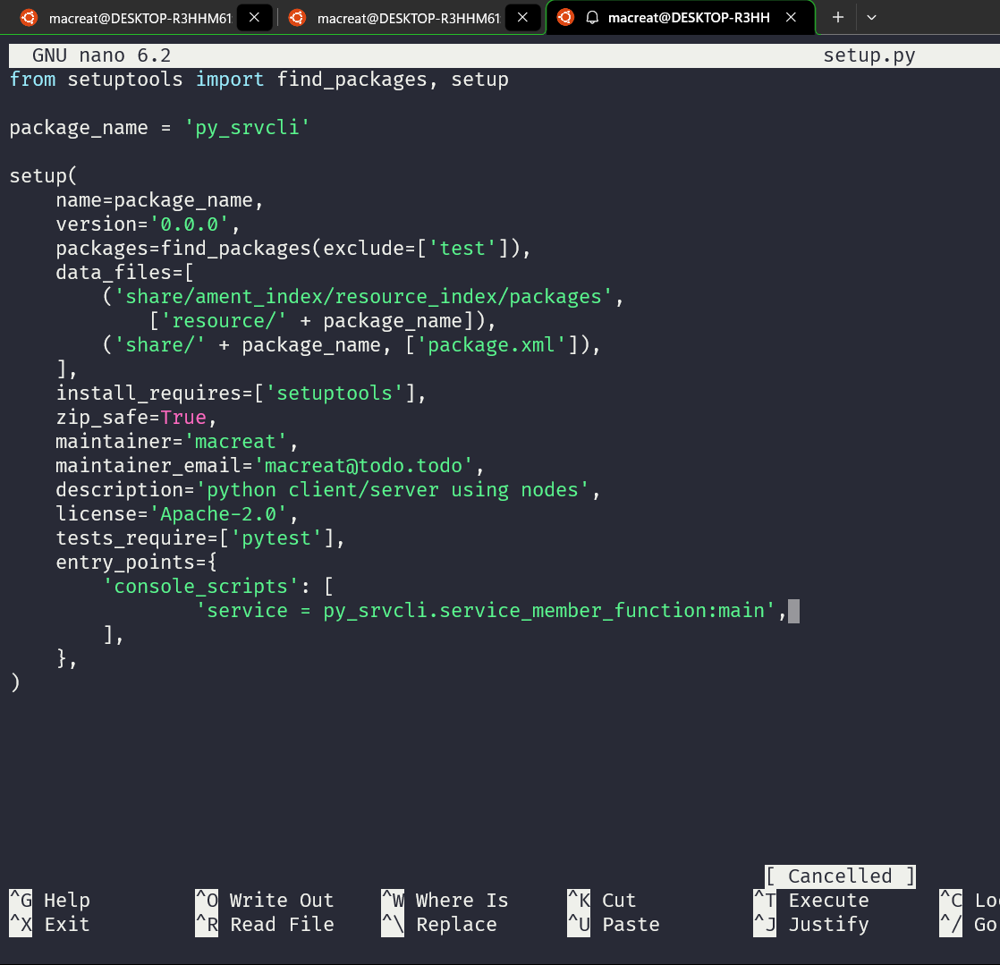 macreat@DESKTOP-R3HHM61 macreat@DESKTOP-R3HHM61 macreat@DESKTOP-R3HH
GNU nano 6.2 setup.py
from setuptools import find_packages, setup
package_name = 'py_srvcli'
setup(
    name=package_name,
    version='0.0.0',
    packages=find_packages(exclude=['test']),
    data_files=[
        ('share/ament_index/resource_index/packages',
            ['resource/' + package_name]),
        ('share/' + package_name, ['package.xml']),
    ],
    install_requires=['setuptools'],
    zip_safe=True,
    maintainer='macreat',
    maintainer_email='macreat@todo.todo',
    description='python client/server using nodes',
    license='Apache-2.0',
    tests_require=['pytest'],
    entry_points={
        'console_scripts': [
                'service = py_srvcli.service_member_function:main',
        ],
    },
)
[ Cancelled ]
^G Help ^O Write Out ^W Where Is ^K Cut ^T Execute ^C Lo
^X Exit ^R Read File ^\ Replace ^U Paste ^J Justify ^/ Go